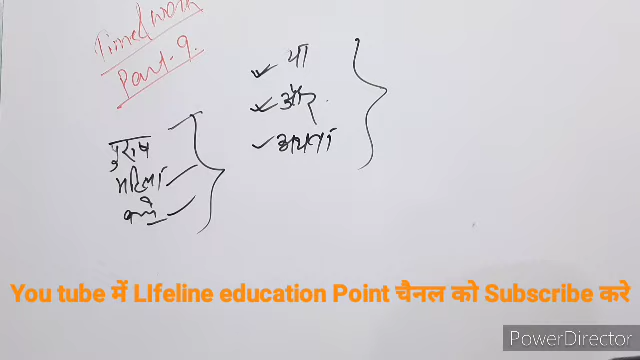 Time & work
Part-9.
पुरुष
महिला
बच्चे
या
और
अथवा
You tube में LIfeline education Point चैनल को Subscribe करे
PowerDirector